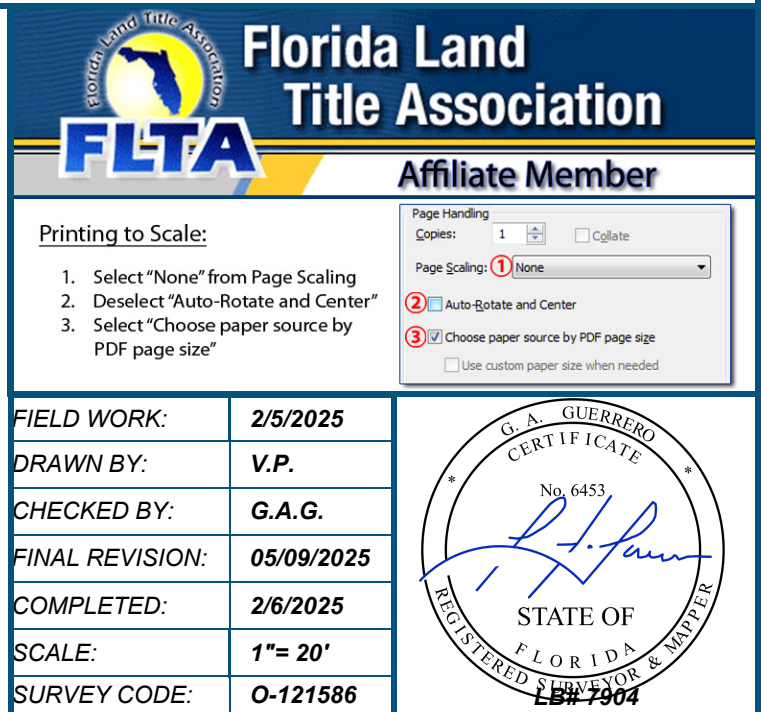 Florida Land Title Association
FLTA
Florida Land
Title Association
Affiliate Member
Printing to Scale:
1. Select “None” from Page Scaling
2. Deselect “Auto-Rotate and Center”
3. Select “Choose paper source by
PDF page size”
Page Handling
Copies: 1 Collate
Page Scaling: 1 None
2 Auto-Rotate and Center
3 Choose paper source by PDF page size
Use custom paper size when needed
FIELD WORK: 2/5/2025
DRAWN BY: V.P.
CHECKED BY: G.A.G.
FINAL REVISION: 05/09/2025
COMPLETED: 2/6/2025
SCALE: 1"= 20'
SURVEY CODE: O-121586
G. A. GUERRERO
CERTIFICATE
* *
No. 6453
STATE OF
FLORIDA
REGISTERED SURVEYOR & MAPPER
LB# 7904